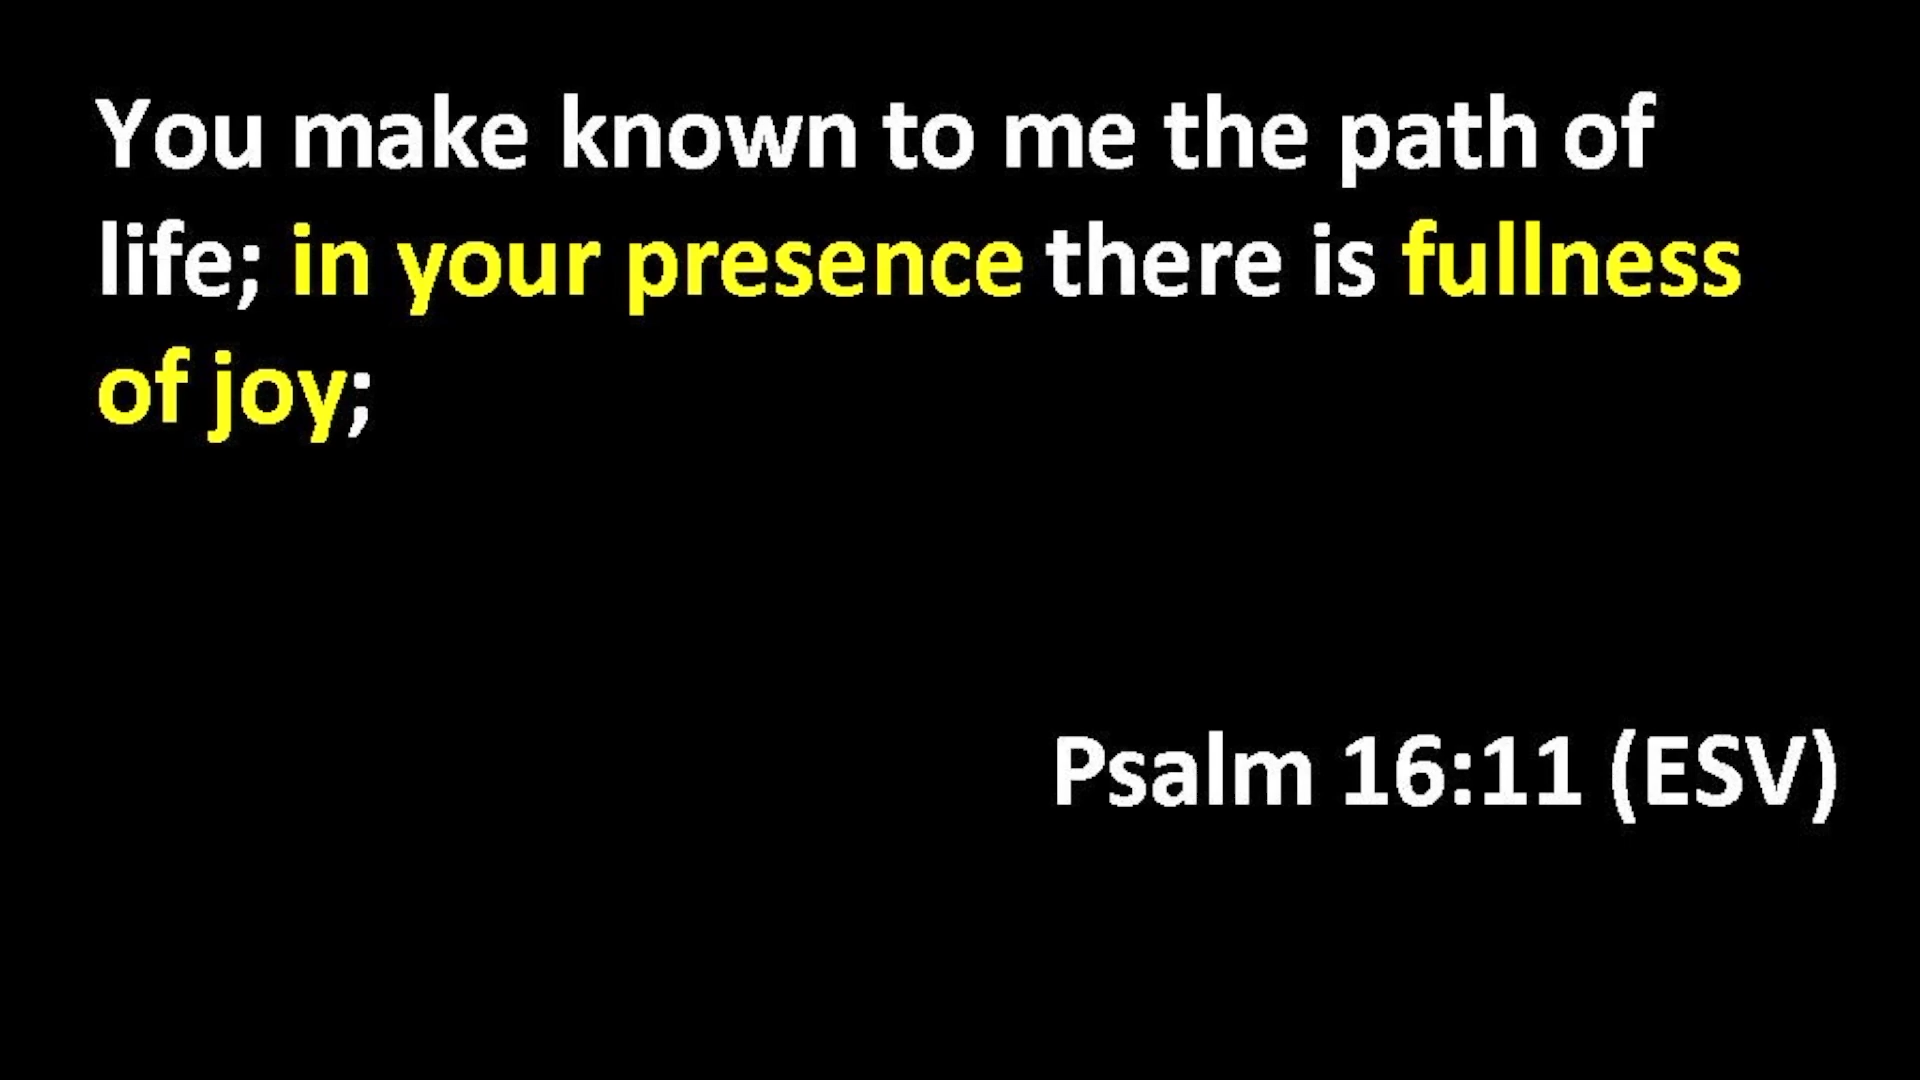 You make known to me the path of
life; in your presence there is fullness
of joy;
Psalm 16:11 (ESV)